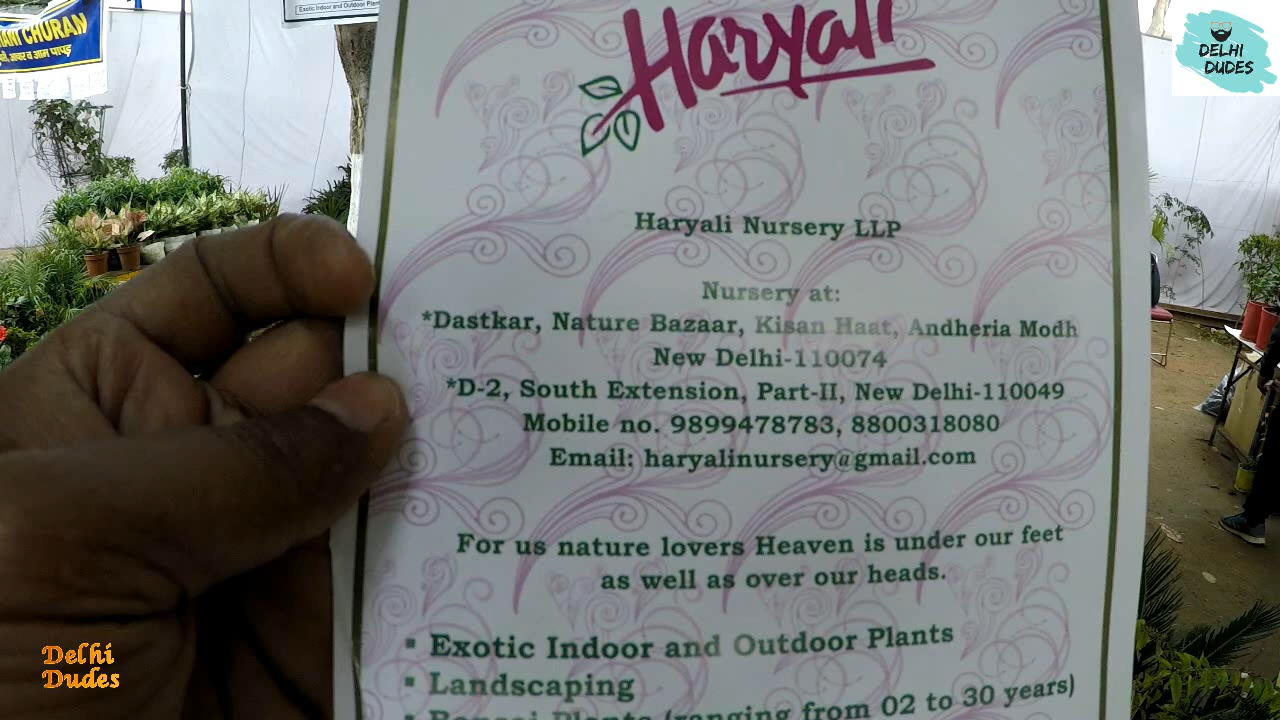 ANI CHURAN
Exotic Indoor and Outdoor Plant
DELHI
DUDES
Haryali
Haryali Nursery LLP
Nursery at:
*Dastkar, Nature Bazaar, Kisan Haat, Andheria Modh
New Delhi-110074
*D-2, South Extension, Part-II, New Delhi-110049
Mobile no. 9899478783, 8800318080
Email: haryalinursery@gmail.com
For us nature lovers Heaven is under our feet
as well as over our heads.
▪ Exotic Indoor and Outdoor Plants
▪ Landscaping
▪ Bonsai Plants (ranging from 02 to 30 years)
Delhi
Dudes